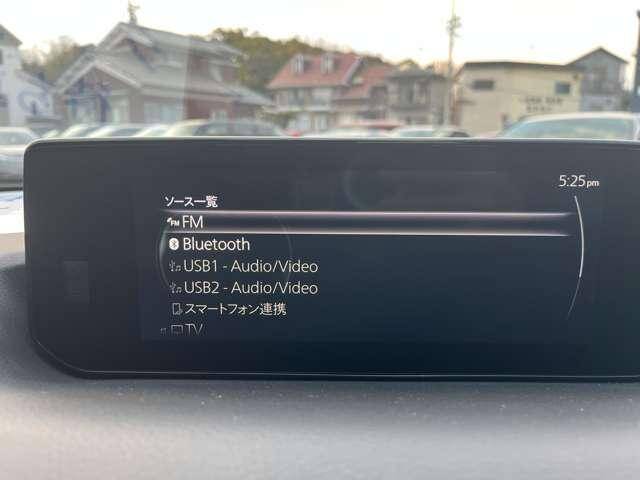 5:25pm
ソース一覧
FM FM
Bluetooth
USB1 - Audio/Video
USB2 - Audio/Video
スマートフォン連携
TV